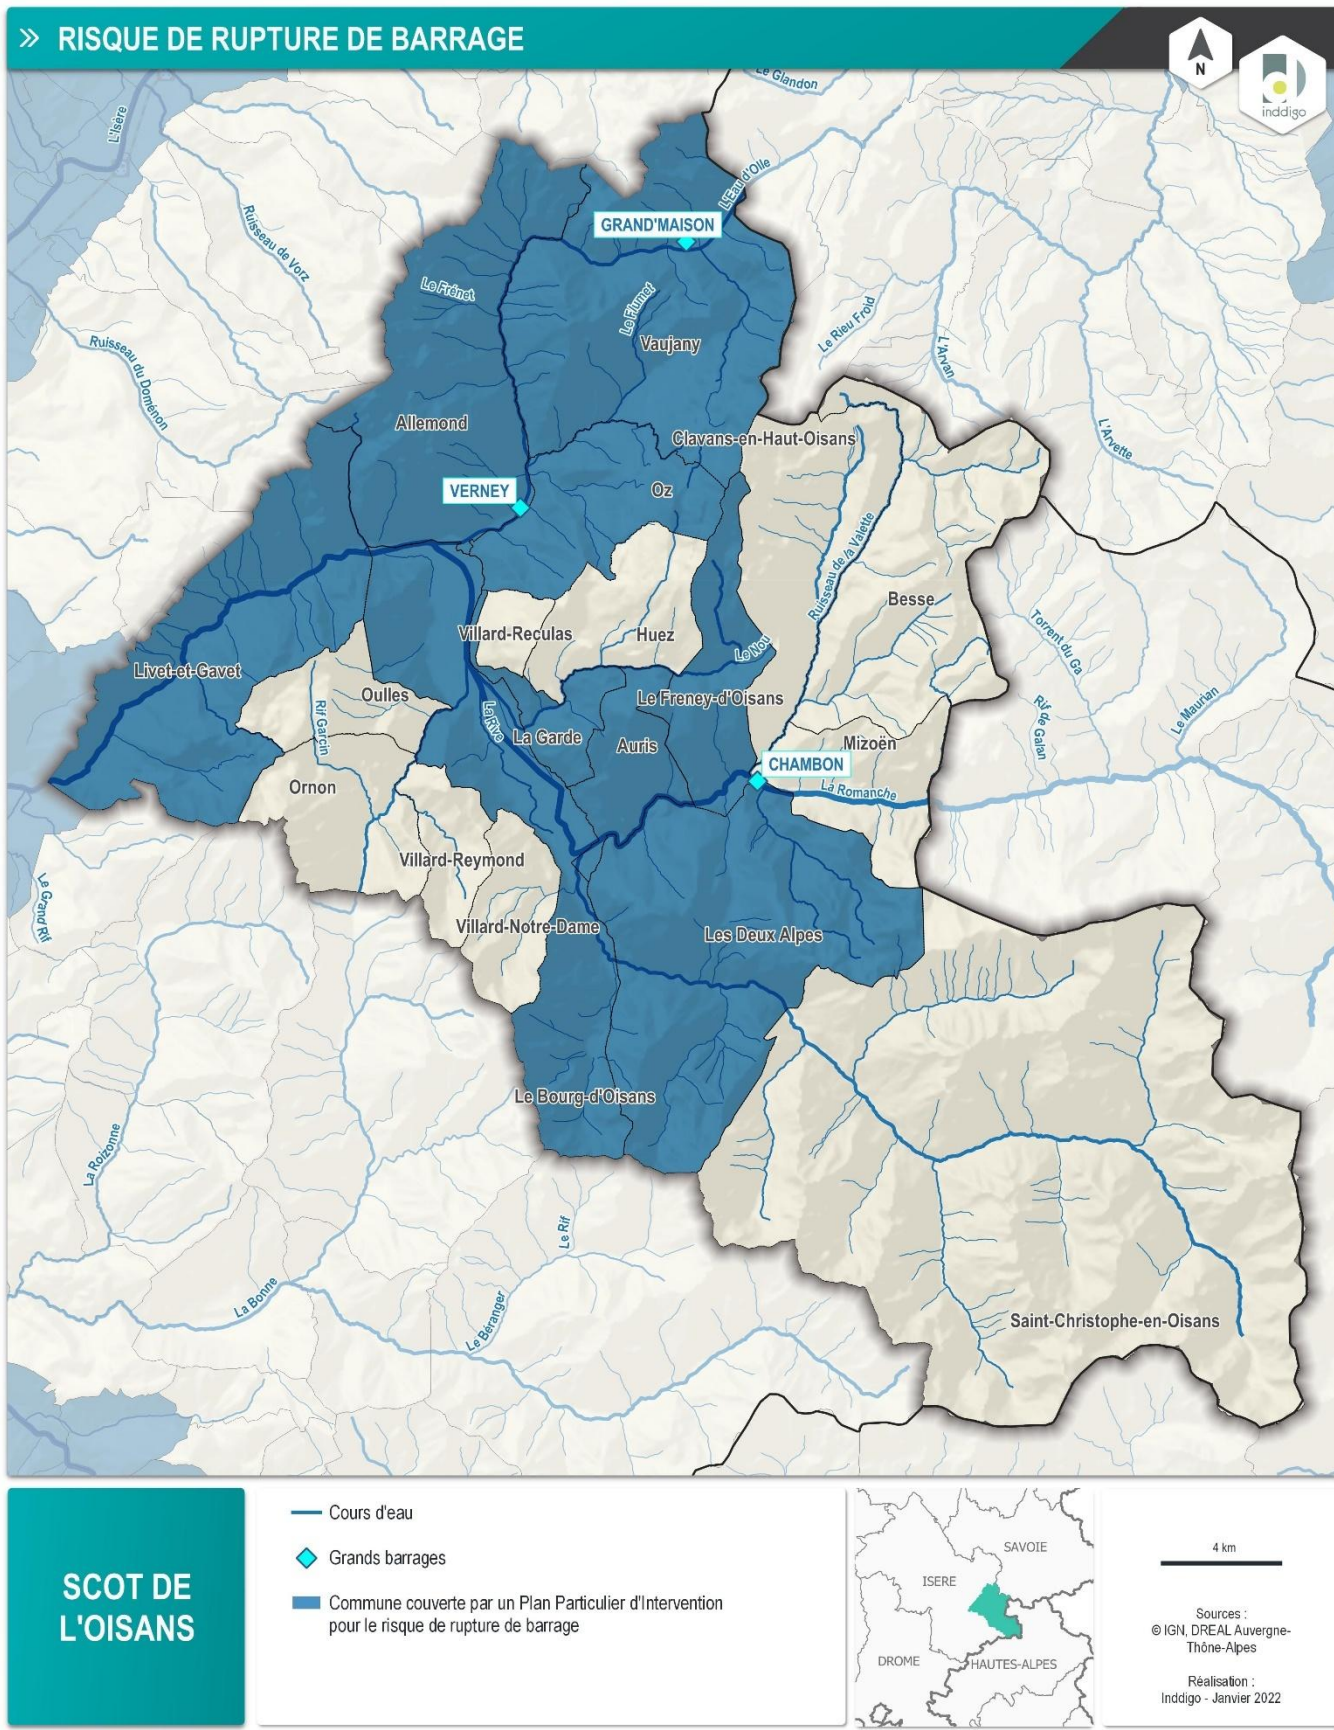 » RISQUE DE RUPTURE DE BARRAGE
N
inddigo
Le Glandon
L'Isère
L'Eau d'Olle
Ruisseau de Vorz
GRAND'MAISON
Le Frénet
Le Flumet
Le Rieu Froid
Vaujany
L'Arvan
Ruisseau du Doménon
Allemond
Clavans-en-Haut-Oisans
L'Arvette
VERNEY
Oz
Ruisseau de la Valette
Besse
Villard-Reculas
Huez
Torrent du Ga
Le Nou
Livet-et-Gavet
Oulles
Le Freney-d'Oisans
Le Maurian
Rif Garcin
La Rive
La Garde
Auris
Rif de Galan
Mizoën
CHAMBON
Ornon
La Romanche
Villard-Reymond
Le Grand Rif
Villard-Notre-Dame
Les Deux Alpes
Le Bourg-d'Oisans
La Roizonne
Le Rif
La Bonne
Le Béranger
Saint-Christophe-en-Oisans
SCOT DE
L'OISANS
Cours d'eau
Grands barrages
Commune couverte par un Plan Particulier d'Intervention
pour le risque de rupture de barrage
SAVOIE
ISERE
DROME
HAUTES-ALPES
4 km
Sources :
© IGN, DREAL Auvergne-
Thône-Alpes
Réalisation :
Inddigo - Janvier 2022